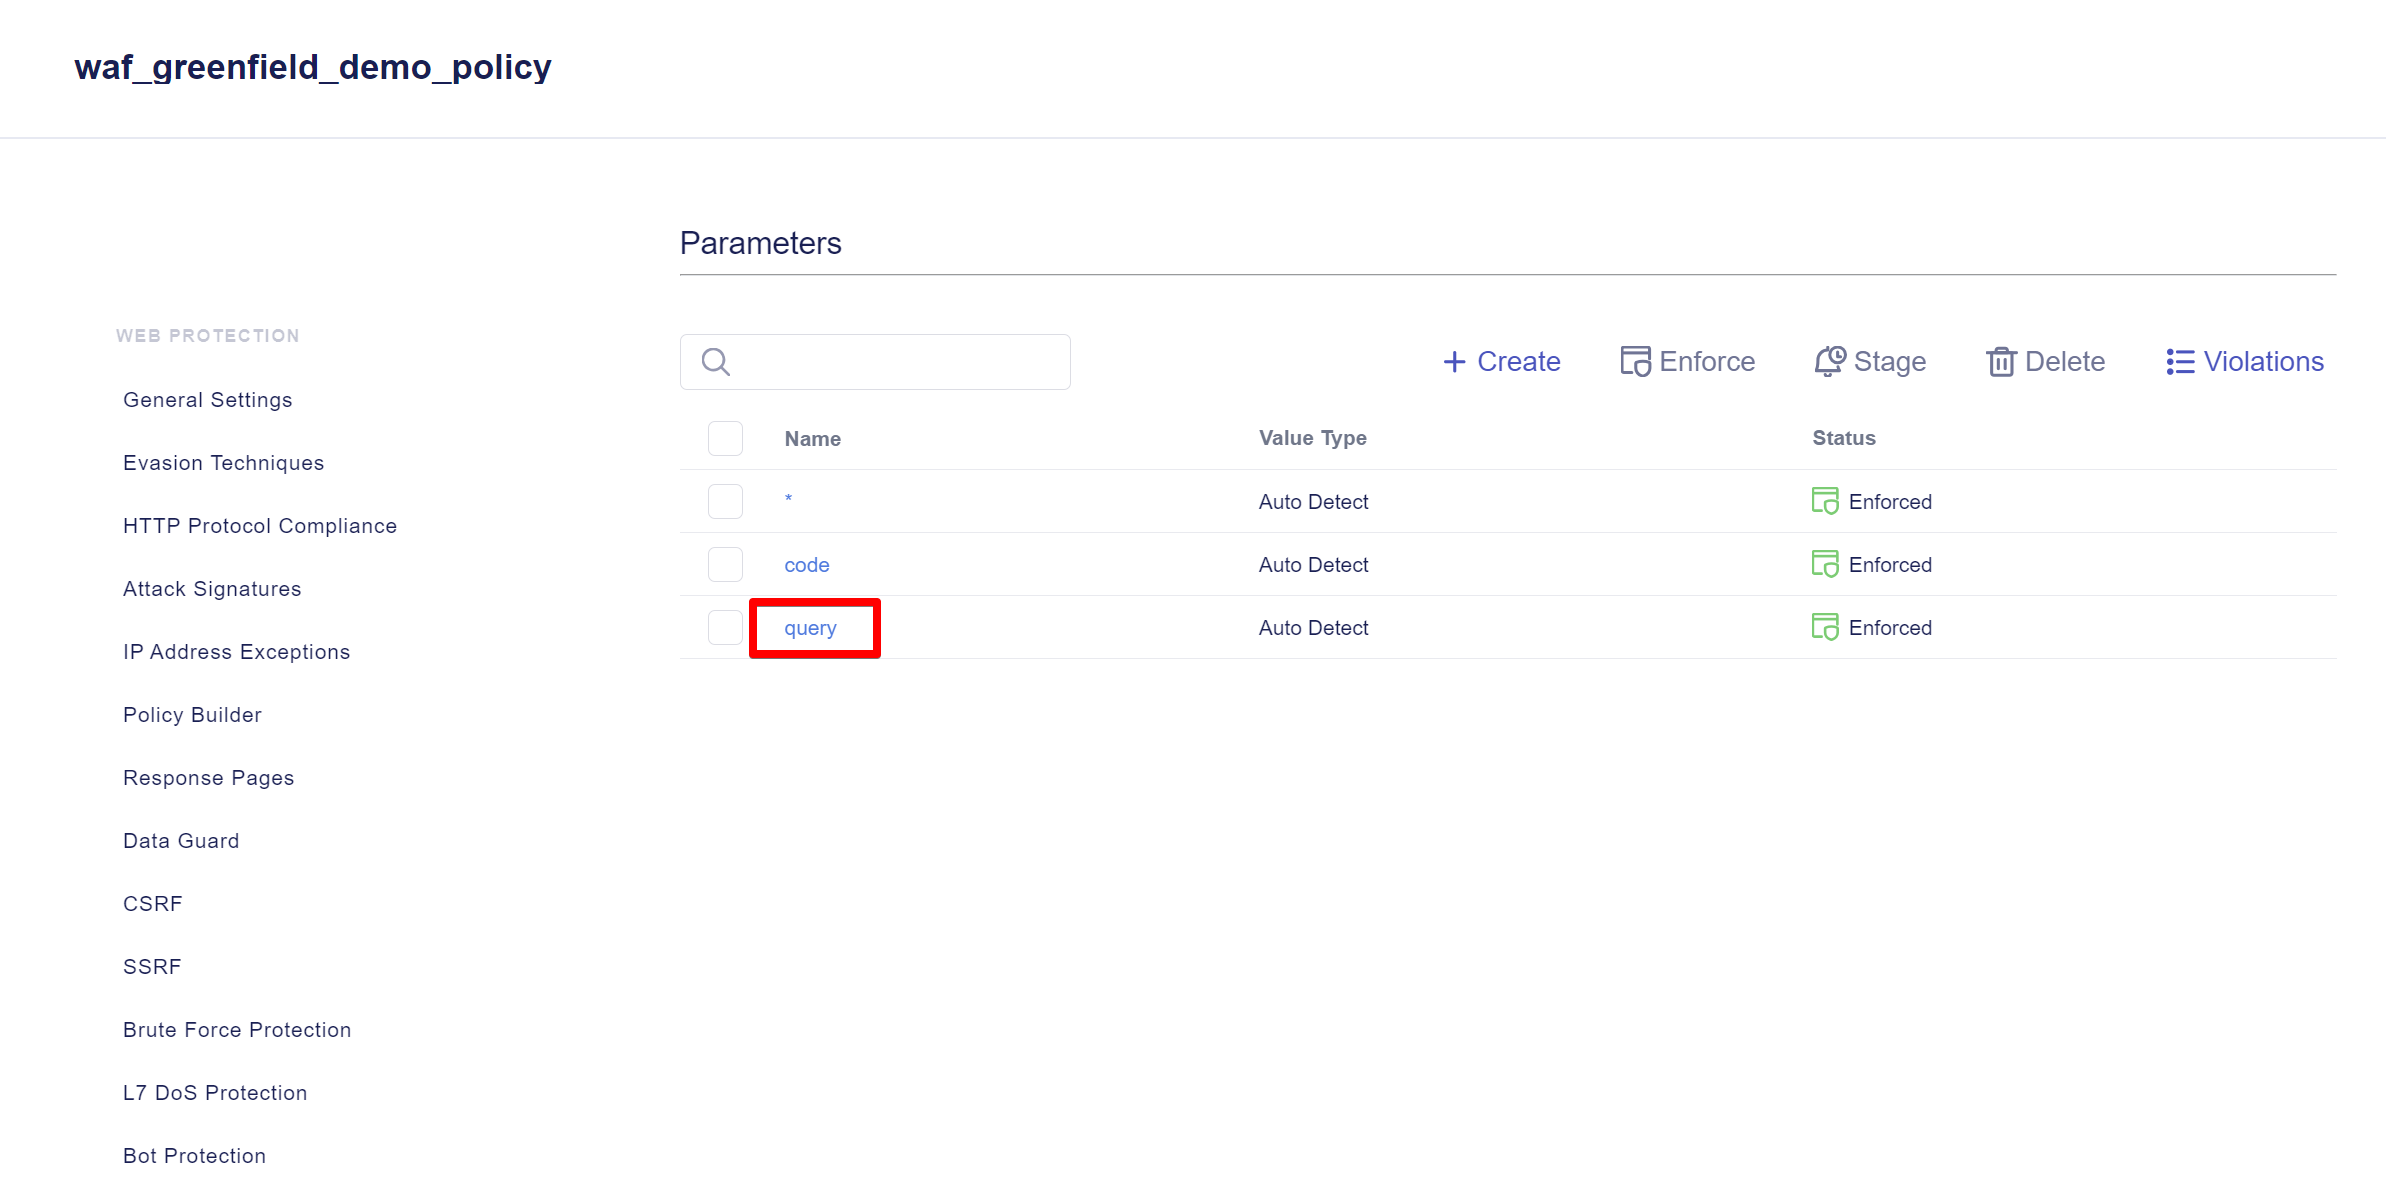 waf_greenfield_demo_policy
Parameters
WEB PROTECTION
General Settings
Evasion Techniques
HTTP Protocol Compliance
Attack Signatures
IP Address Exceptions
Policy Builder
Response Pages
Data Guard
CSRF
SSRF
Brute Force Protection
L7 DoS Protection
Bot Protection
Create Enforce Stage Delete Violations
Name Value Type Status
* Auto Detect Enforced
code Auto Detect Enforced
query Auto Detect Enforced